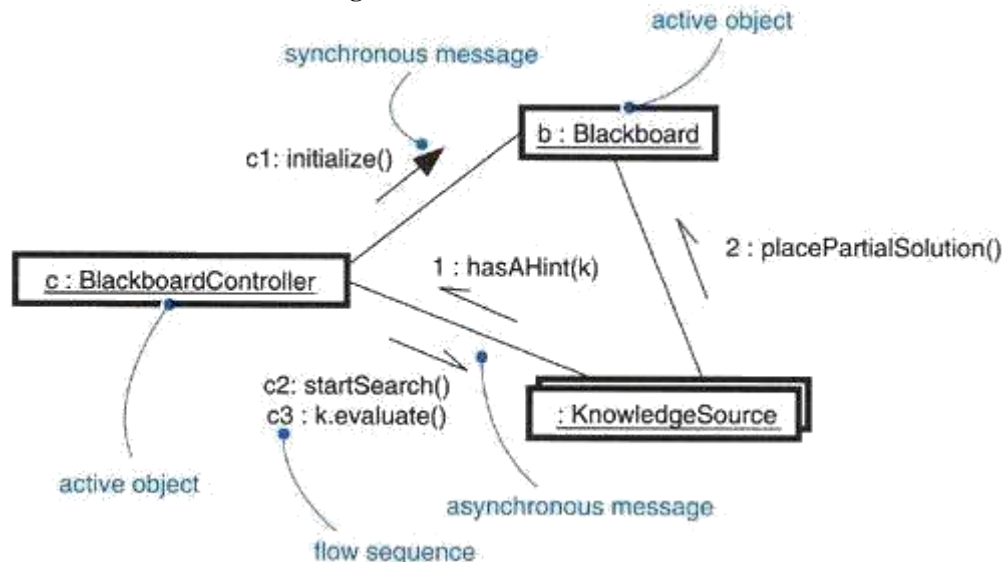 active object
synchronous message
b : Blackboard
c1: initialize()
2 : placePartialSolution()
1 : hasAHint(k)
c : BlackboardController
c2: startSearch()
c3 : k.evaluate()
: KnowledgeSource
active object
asynchronous message
flow sequence